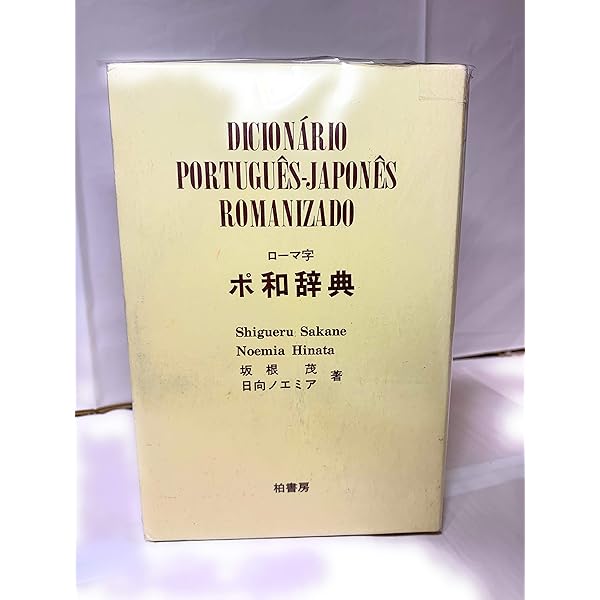 DICIONÁRIO
PORTUGUÊS-JAPONÊS
ROMANIZADO
ローマ字
ポ和辞典
Shigueru Sakane
Noemia Hinata
坂根 茂
日向ノエミア 著
柏書房